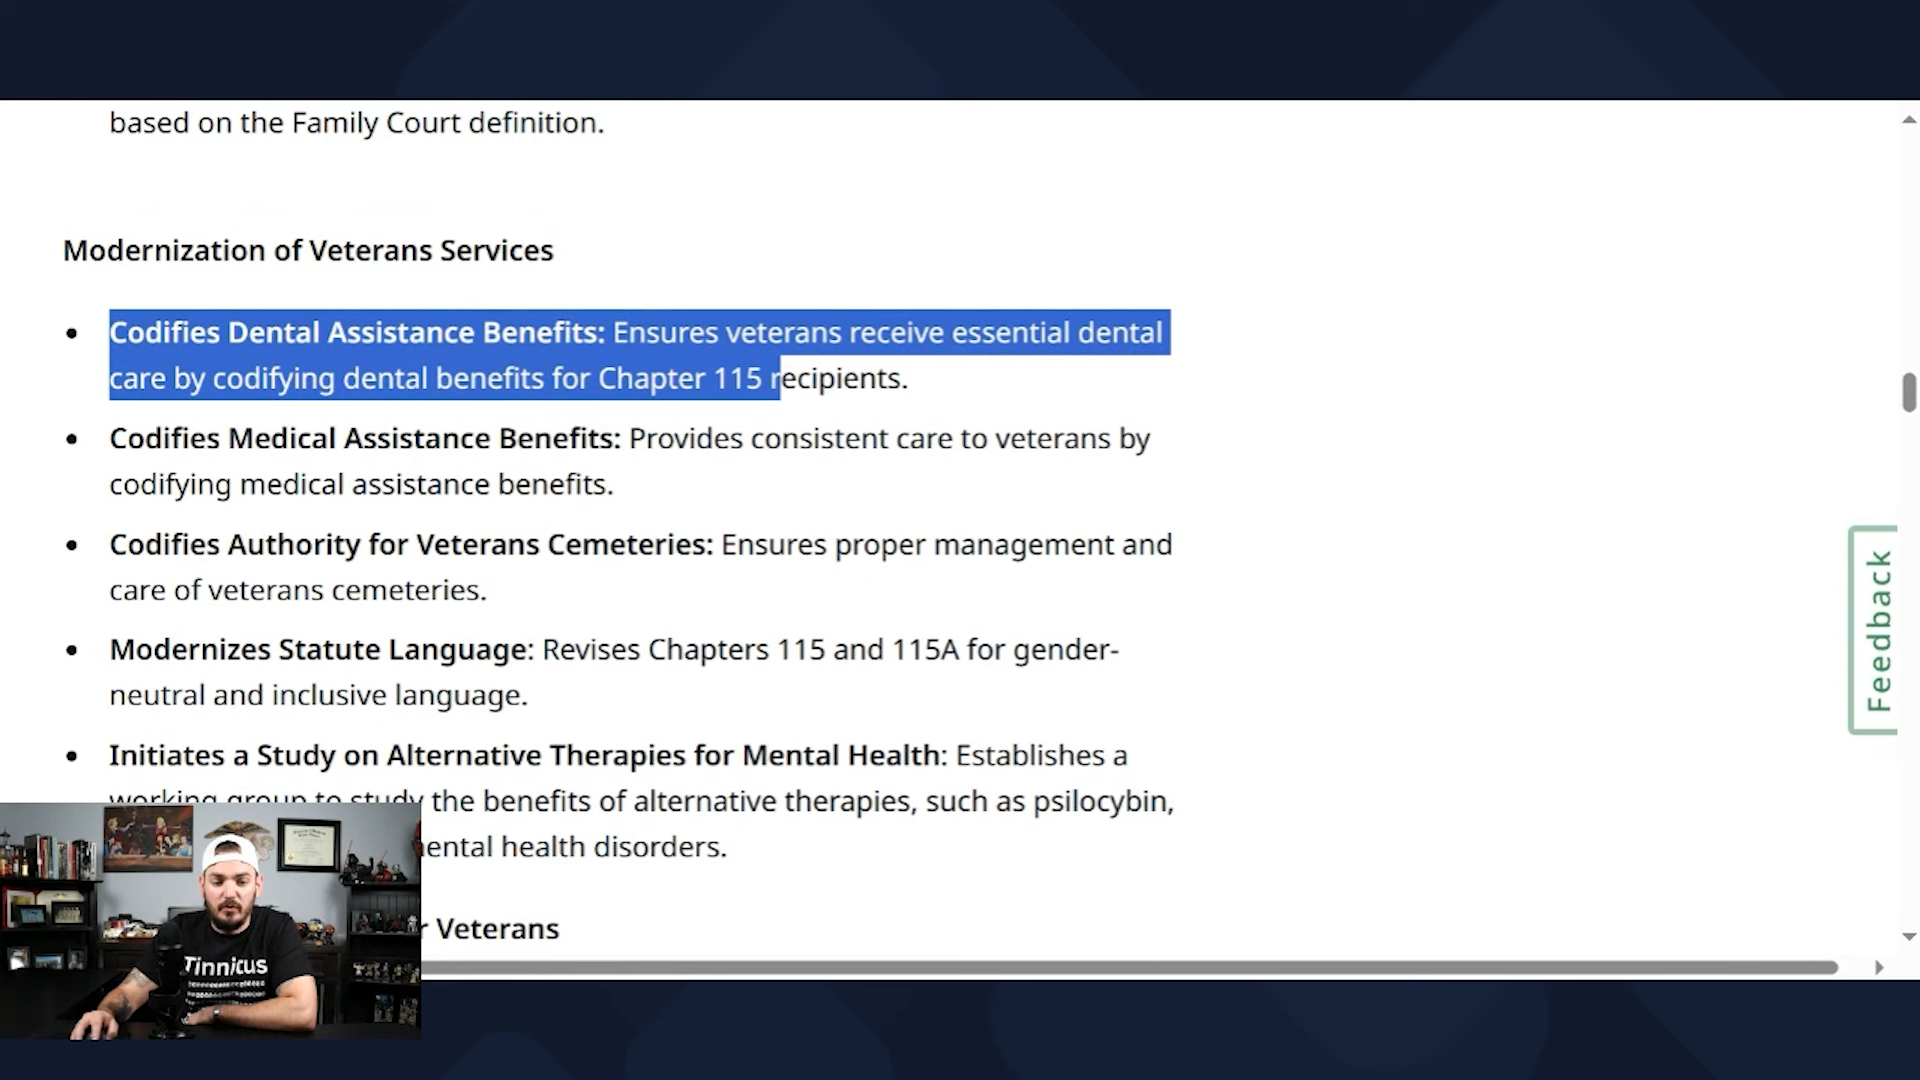 based on the Family Court definition.
Modernization of Veterans Services
Codifies Dental Assistance Benefits: Ensures veterans receive essential dental
care by codifying dental benefits for Chapter 115 recipients.
Codifies Medical Assistance Benefits: Provides consistent care to veterans by
codifying medical assistance benefits.
Codifies Authority for Veterans Cemeteries: Ensures proper management and
care of veterans cemeteries.
Modernizes Statute Language: Revises Chapters 115 and 115A for gender-
neutral and inclusive language.
Initiates a Study on Alternative Therapies for Mental Health: Establishes a
working group to study the benefits of alternative therapies, such as psilocybin,
ental health disorders.
r Veterans
Feedback
Tinnicus